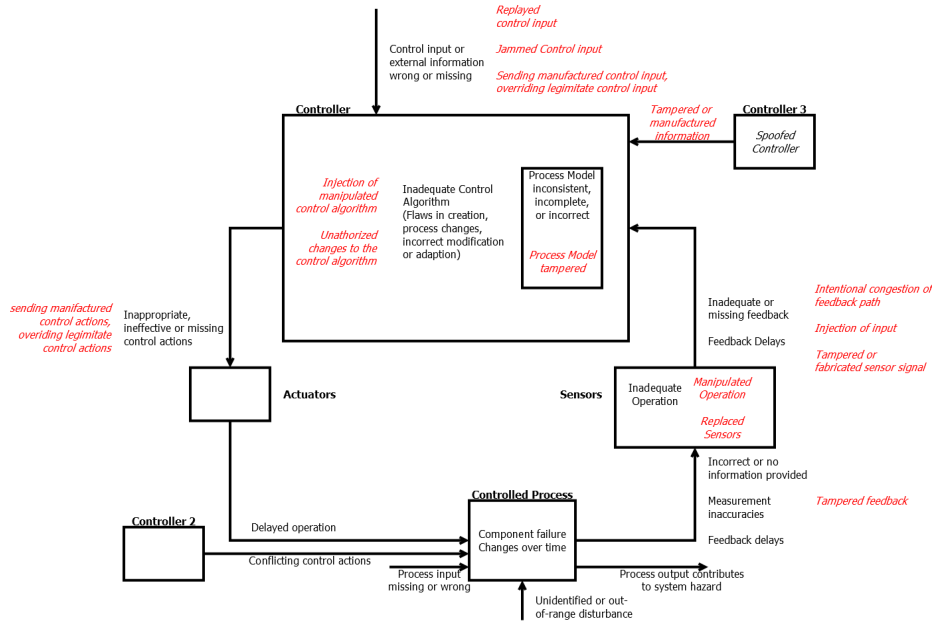 Replayed
control input
Control input or
external information
wrong or missing
Jammed Control input
Sending manufactured control input,
overriding legimitate control input
Controller
Tampered or
manufactured
information
Controller 3
Spoofed
Controller
Injection of
manipulated
control algorithm
Unathorized
changes to the
control algorithm
Inadequate Control
Algorithm
(Flaws in creation,
process changes,
incorrect modification
or adaption)
Process Model
inconsistent,
incomplete,
or incorrect
Process Model
tampered
sending manifactured
control actions,
overiding legimitate
control actions
Inappropriate,
ineffective or missing
control actions
Inadequate or
missing feedback
Feedback Delays
Intentional congestion of
feedback path
Injection of input
Tampered or
fabricated sensor signal
Actuators
Sensors
Inadequate
Operation
Manipulated
Operation
Replaced
Sensors
Incorrect or no
information provided
Measurement
inaccuracies
Feedback delays
Tampered feedback
Controlled Process
Component failure
Changes over time
Controller 2
Delayed operation
Conflicting control actions
Process input
missing or wrong
Process output contributes
to system hazard
Unidentified or out-
of-range disturbance